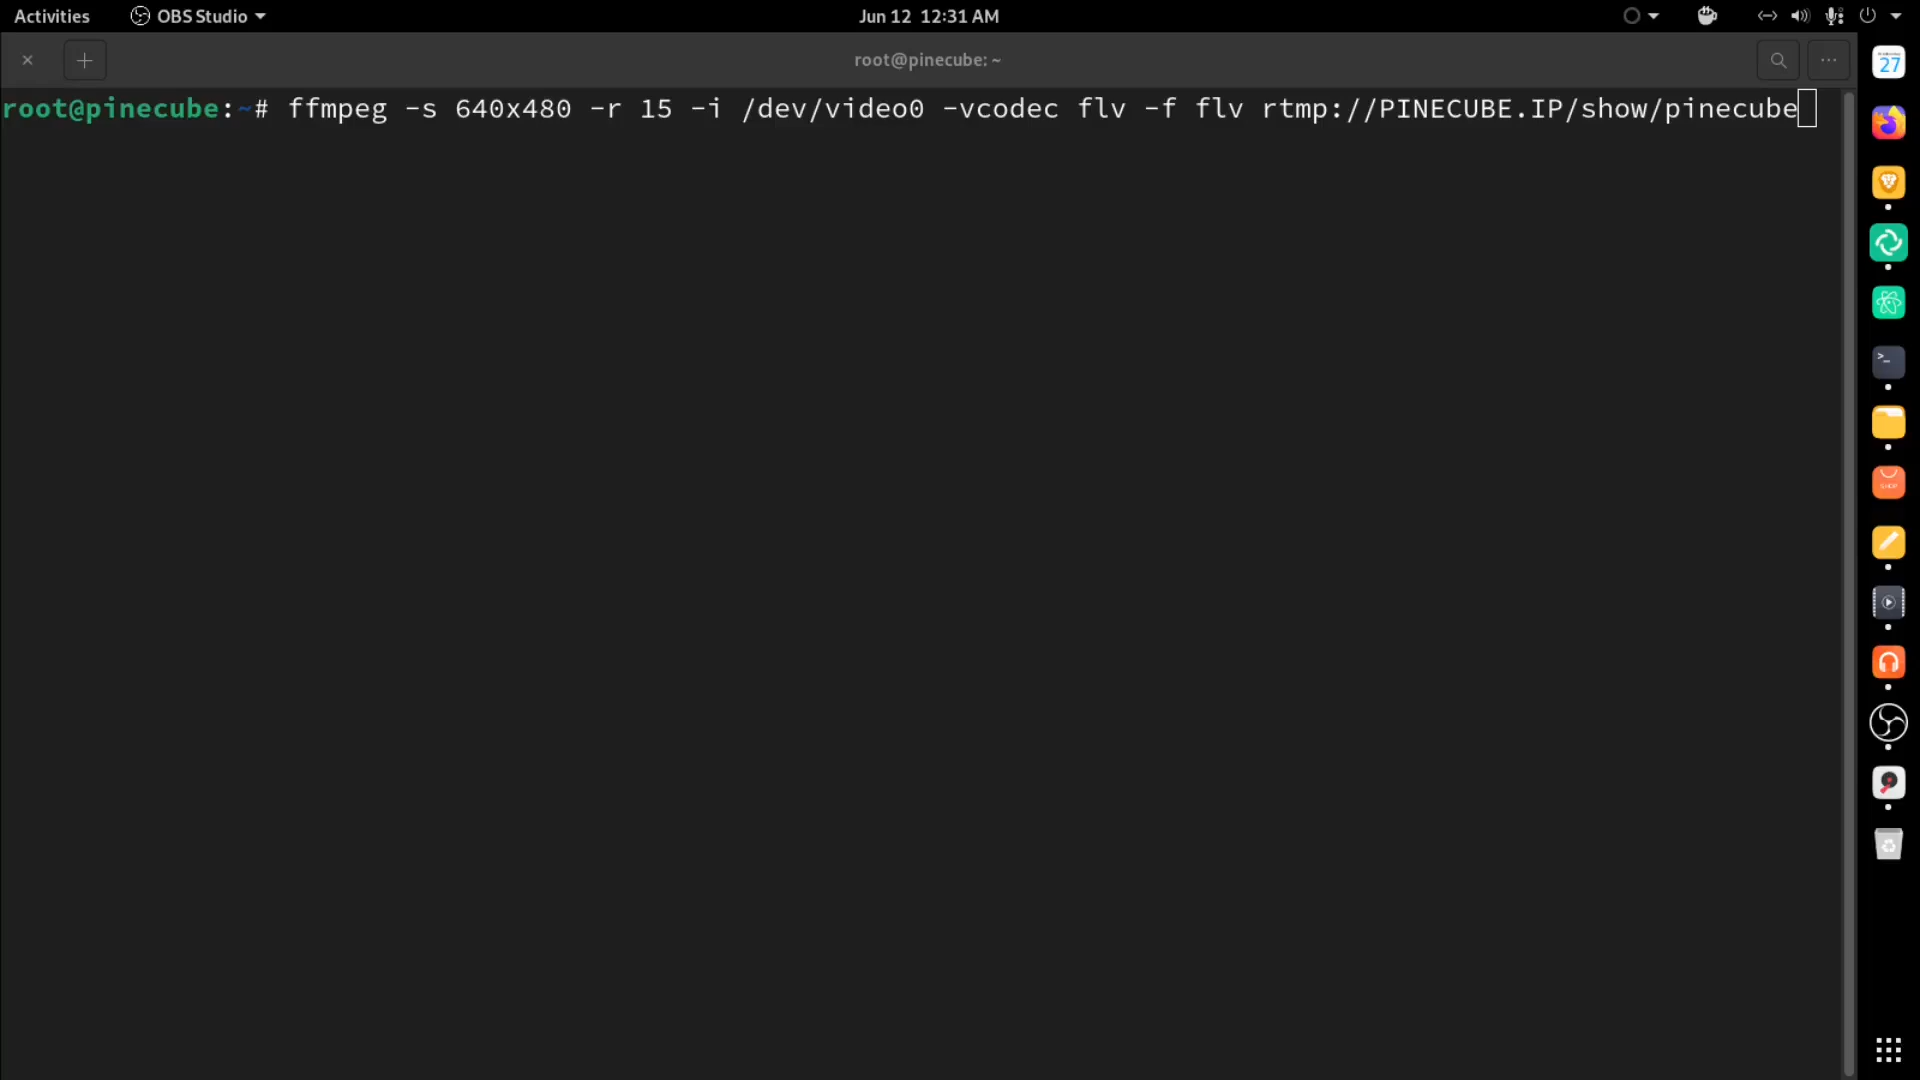 Activities OBS Studio Jun 12 12:31 AM
root@pinecube: ~
27
root@pinecube:~# ffmpeg -s 640x480 -r 15 -i /dev/video0 -vcodec flv -f flv rtmp://PINECUBE.IP/show/pinecube
>_
SHOP